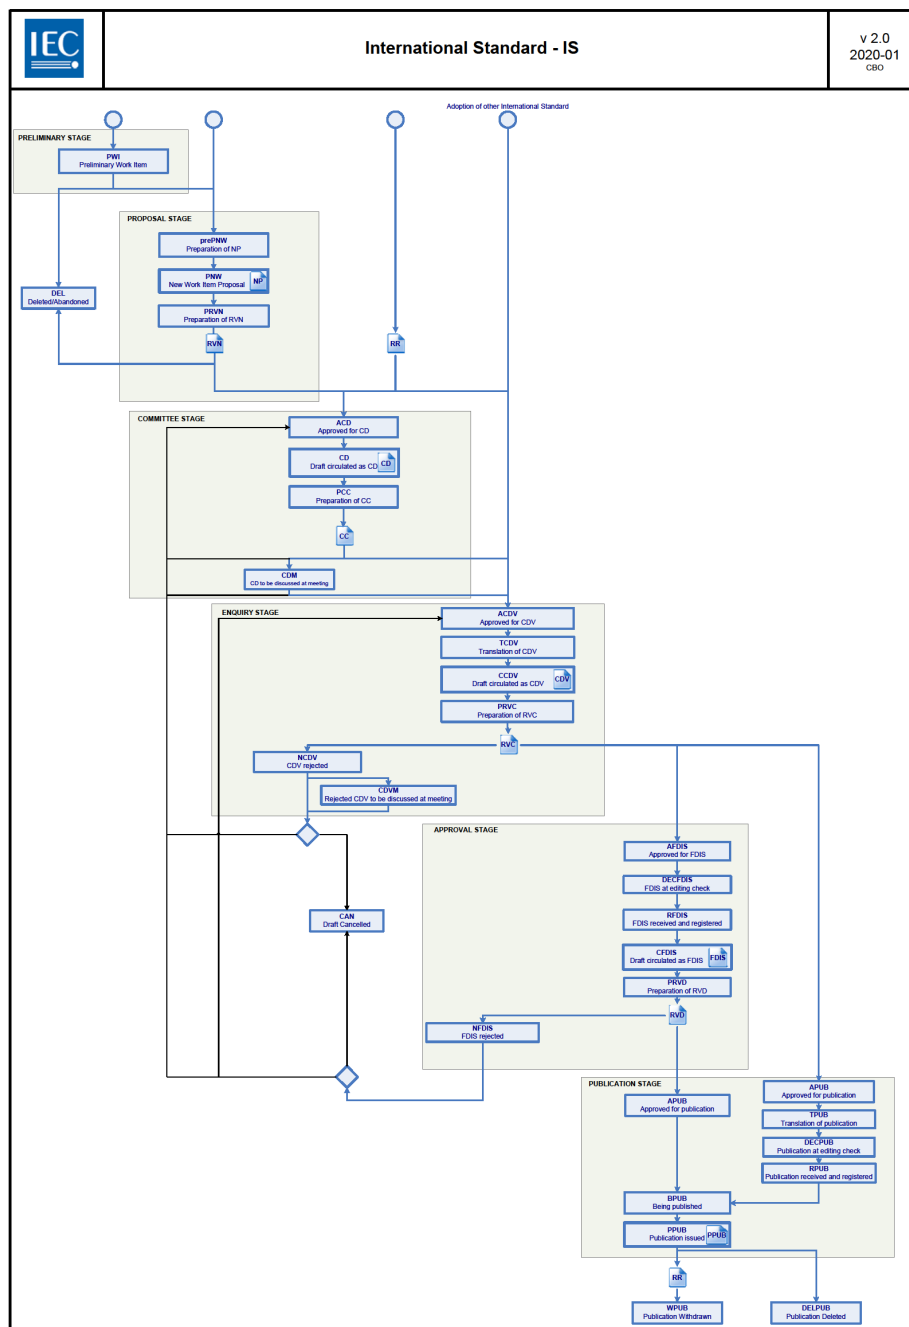 IEC
International Standard - IS
v 2.0
2020-01
CBO
Adoption of other International Standard
PRELIMINARY STAGE
PWI
Preliminary Work Item
PROPOSAL STAGE
prePNW
Preparation of NP
PNW
New Work Item Proposal
NP
DEL
Deleted/Abandoned
PRVN
Preparation of RVN
RVN
RR
COMMITTEE STAGE
ACD
Approved for CD
CD
Draft circulated as CD
CD
PCC
Preparation of CC
CC
CDM
CD to be discussed at meeting
ENQUIRY STAGE
ACDV
Approved for CDV
TCDV
Translation of CDV
CCDV
Draft circulated as CDV
CDV
PRVC
Preparation of RVC
RVC
NCDV
CDV rejected
CDVM
Rejected CDV to be discussed at meeting
APPROVAL STAGE
AFDIS
Approved for FDIS
DECFDIS
FDIS at editing check
CAN
Draft Cancelled
RFDIS
FDIS received and registered
CFDIS
Draft circulated as FDIS
FDIS
PRVD
Preparation of RVD
RVD
NFDIS
FDIS rejected
PUBLICATION STAGE
APUB
Approved for publication
APUB
Approved for publication
TPUB
Translation of publication
DECPUB
Publication at editing check
RPUB
Publication received and registered
BPUB
Being published
PPUB
Publication issued
PPUB
RR
WPUB
Publication Withdrawn
DELPUB
Publication Deleted